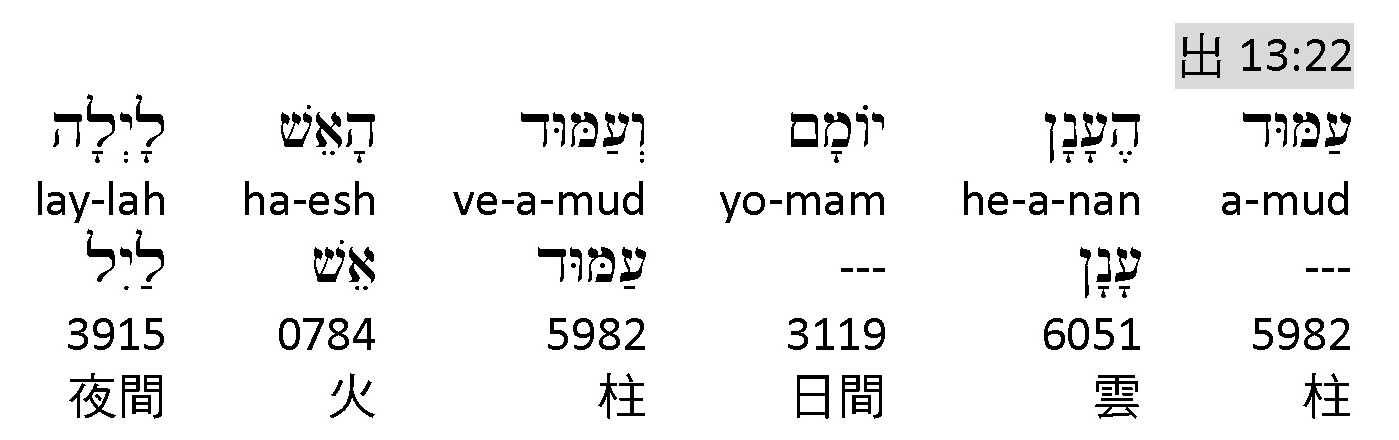 出 13:22
עַמּוּד הֶעָנָן יוֹמָם וְעַמּוּד הָאֵשׁ לָיְלָה
a-mud he-a-nan yo-mam ve-a-mud ha-esh lay-lah
--- עָנָן --- עַמּוּד אֵשׁ לַיִל
5982 6051 3119 5982 0784 3915
柱 雲 日間 柱 火 夜間